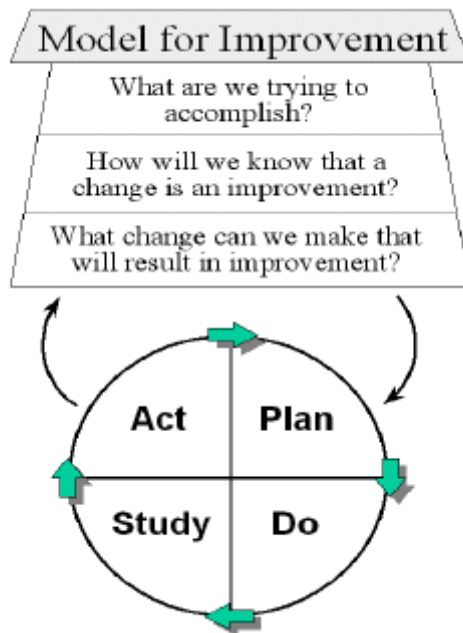 Model for Improvement
What are we trying to
accomplish?
How will we know that a
change is an improvement?
What change can we make that
will result in improvement?
Act
Plan
Study
Do